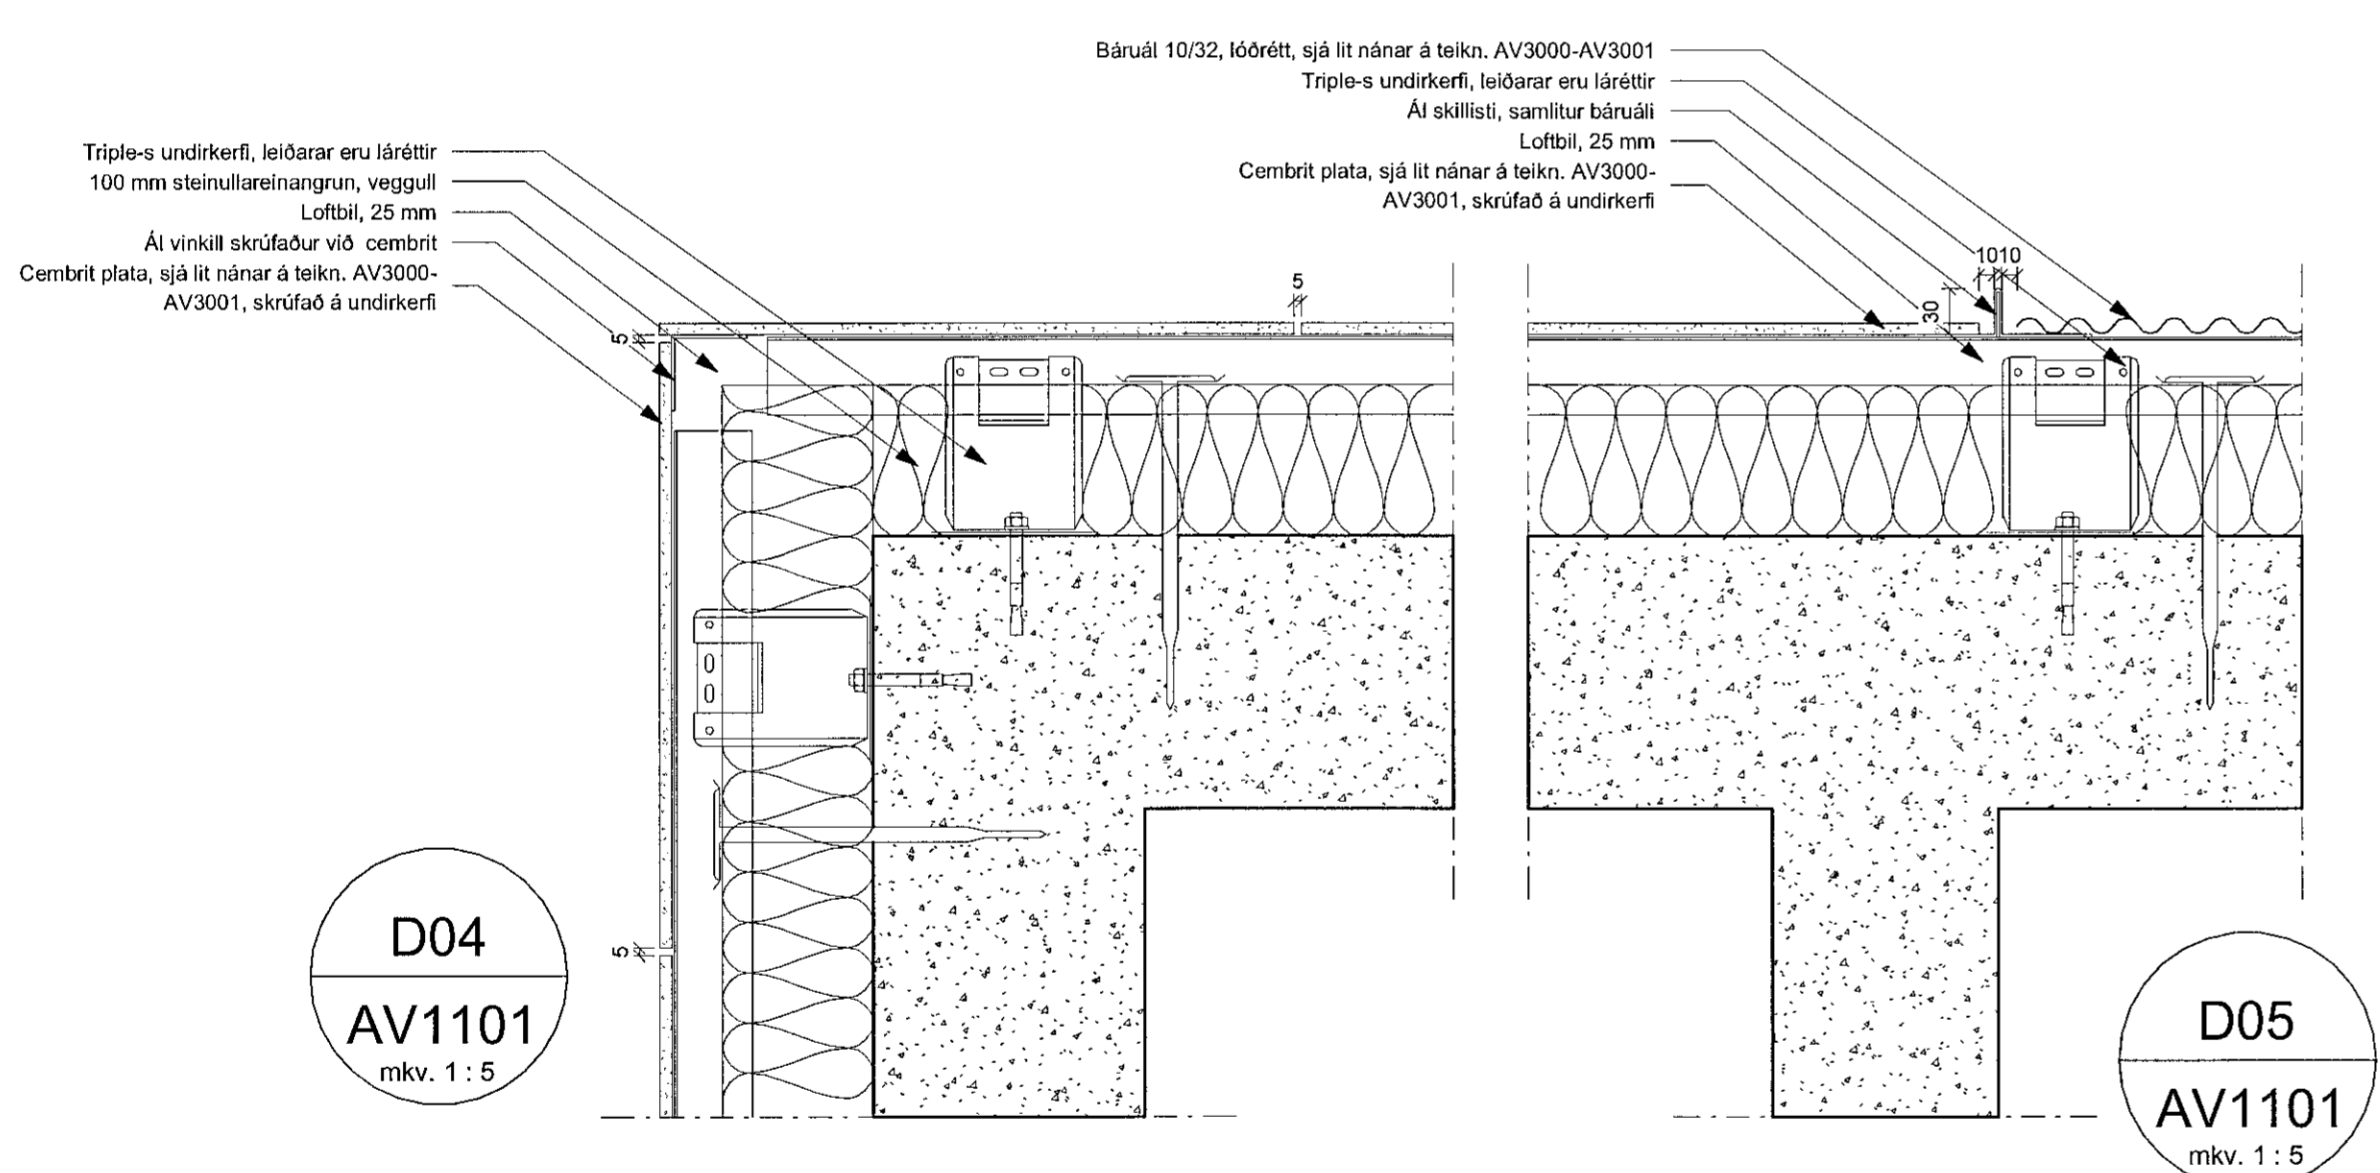 Báruál 10/32, lóðrétt, sjá lit nánar á teikn. AV3000-AV3001
Triple-s undirkerfi, leiðarar eru láréttir
Ál skillisti, samlitur báruáli
Loftbil, 25 mm
Cembrit plata, sjá lit nánar á teikn. AV3000-
AV3001, skrúfað á undirkerfi
Triple-s undirkerfi, leiðarar eru láréttir
100 mm steinullareinangrun, veggull
Loftbil, 25 mm
Ál vinkill skrúfaður við cembrit
Cembrit plata, sjá lit nánar á teikn. AV3000-
AV3001, skrúfað á undirkerfi
1010
30
5
5
5
D04
AV1101
mkv. 1 : 5
D05
AV1101
mkv. 1 : 5